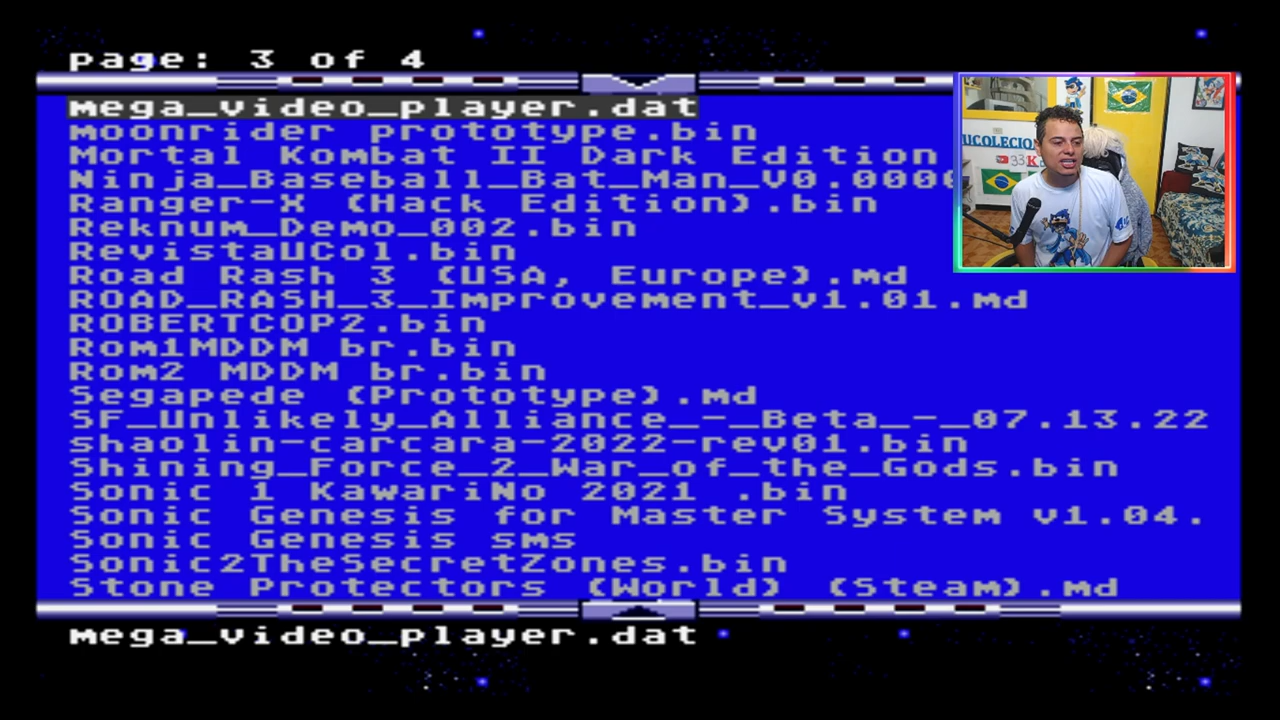 page: 3 of 4
mega_video_player.dat
moonrider prototype.bin
Mortal Kombat II Dark Edition
Ninja_Baseball_Bat_Man_V0.000
Ranger-X (Hack Edition).bin
Reknum_Demo_002.bin
RevistaUCol.bin
Road Rash 3 (USA, Europe).md
ROAD_RASH_3_Improvement_v1.01.md
ROBERTCOP2.bin
Rom1MDDM br.bin
Rom2 MDDM br.bin
Segapede (Prototype).md
SF_Unlikely_Alliance_-_Beta_-_07.13.22
shaolin-carcara-2022-rev01.bin
Shining_Force_2_War_of_the_Gods.bin
Sonic 1 KawariNo 2021 .bin
Sonic Genesis for Master System v1.04.
Sonic Genesis sms
Sonic2TheSecretZones.bin
Stone Protectors (World) (Steam).md
mega_video_player.dat
UCOLECIO
33K